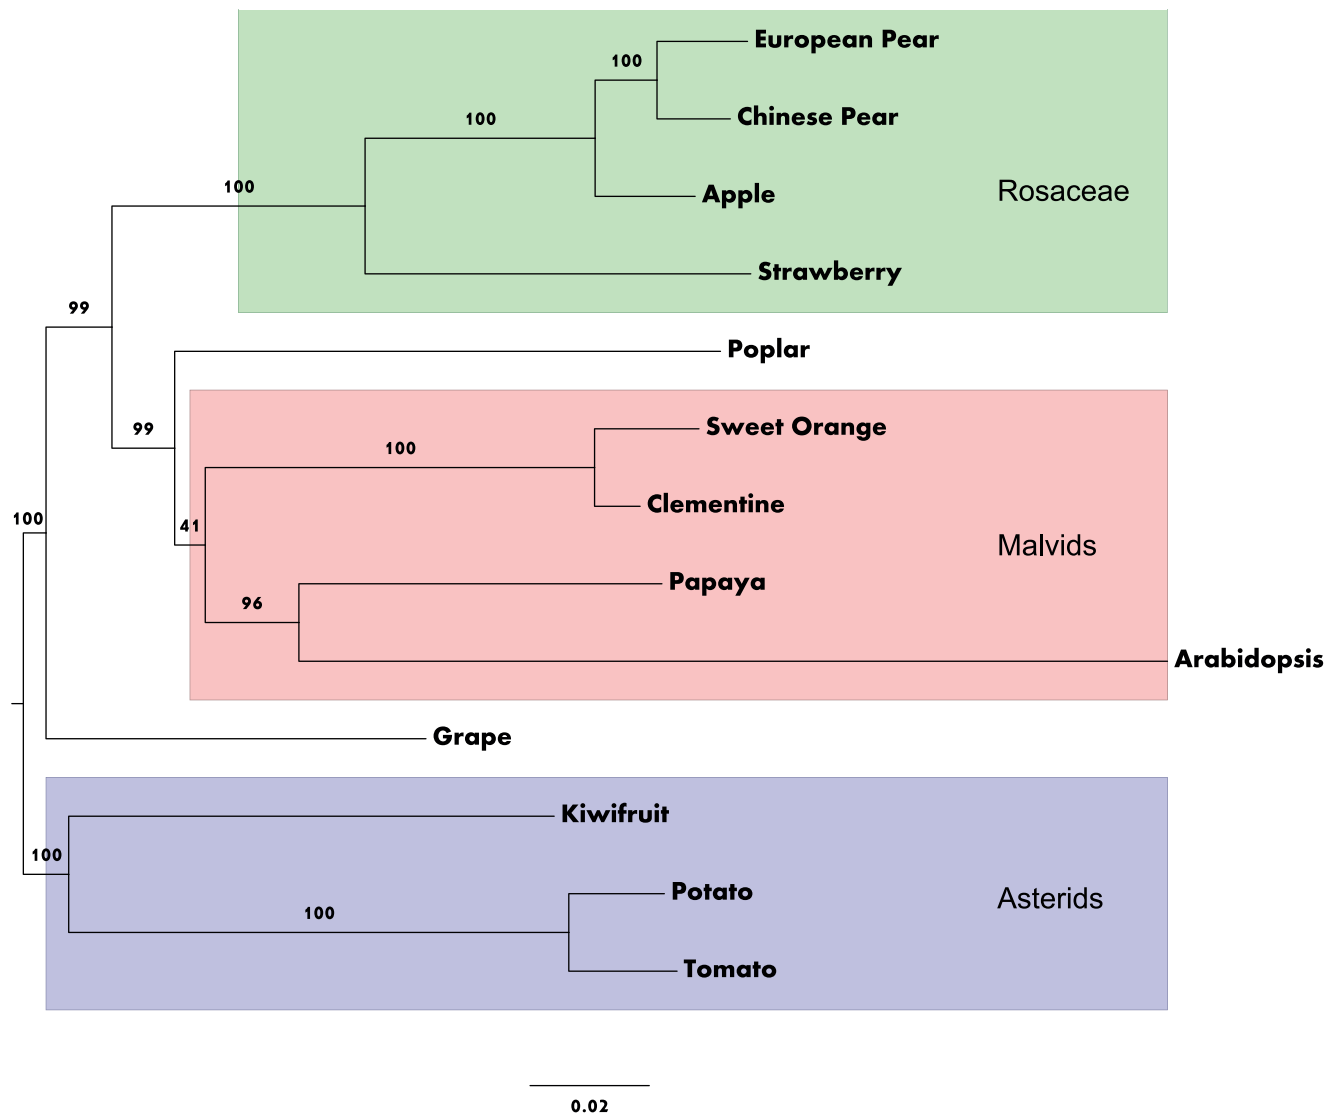 European Pear
100
Chinese Pear
100
100
Apple
Rosaceae
Strawberry
99
Poplar
99
Sweet Orange
100
Clementine
100
41
Malvids
Papaya
96
Arabidopsis
Grape
Kiwifruit
100
Potato
Asterids
100
Tomato
0.02